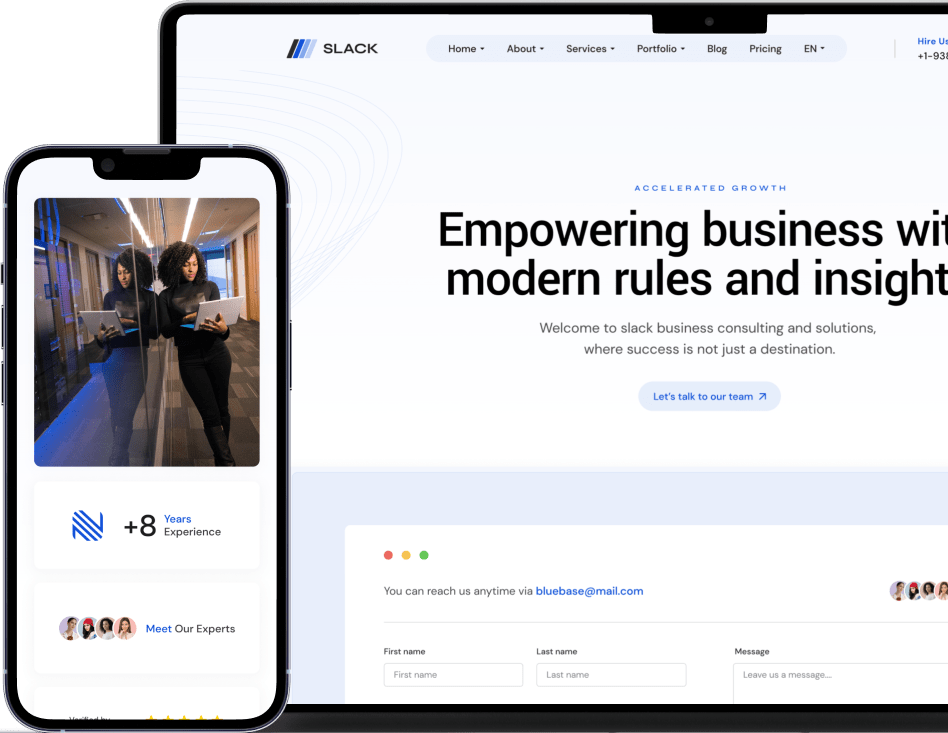 SLACK
Home About Services Portfolio Blog Pricing EN
Hire Us
+1-938
ACCELERATED GROWTH
Empowering business wit
modern rules and insight
Welcome to slack business consulting and solutions,
where success is not just a destination.
Let's talk to our team
You can reach us anytime via bluebase@mail.com
First name Last name Message
First name Last name Leave us a message....
+8 Years
Experience
Meet Our Experts
Verified by